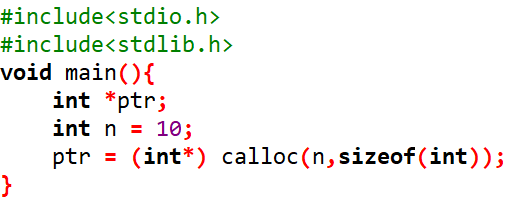 #include<stdio.h>
#include<stdlib.h>
void main(){
    int *ptr;
    int n = 10;
    ptr = (int*) calloc(n,sizeof(int));
}